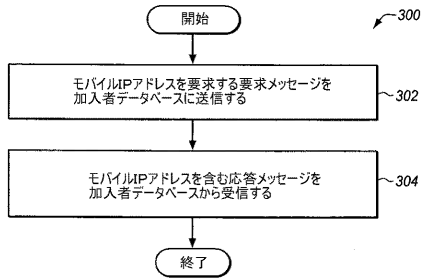 開始
300
モバイルIPアドレスを要求する要求メッセージを
加入者データベースに送信する
302
モバイルIPアドレスを含む応答メッセージを
加入者データベースから受信する
304
終了